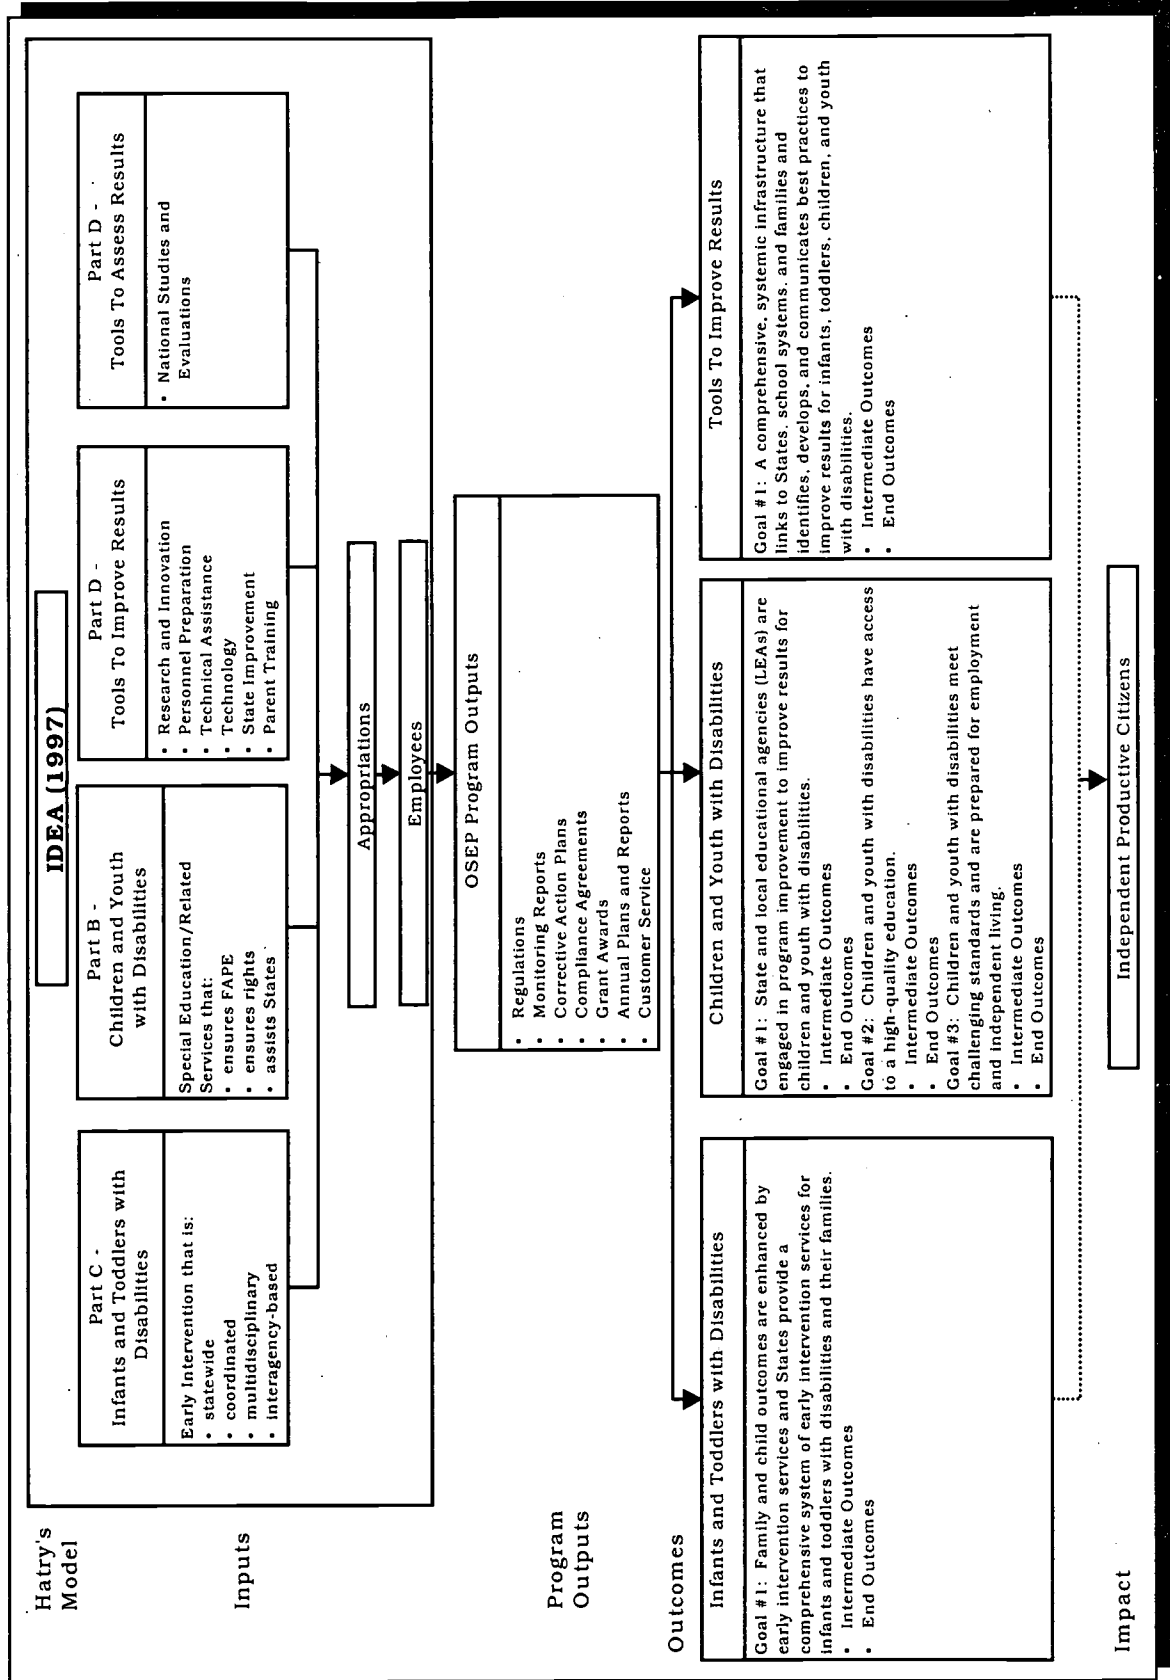 Hatry's
Model
IDEA (1997)
Inputs
Part C -
Infants and Toddlers with
Disabilities
Early Intervention that is:
• statewide
• coordinated
• multidisciplinary
• interagency-based
Part B -
Children and Youth
with Disabilities
Special Education/Related
Services that:
• ensures FAPE
• ensures rights
• assists States
Part D -
Tools To Improve Results
• Research and Innovation
• Personnel Preparation
• Technical Assistance
• Technology
• State Improvement
• Parent Training
Part D -
Tools To Assess Results
• National Studies and
Evaluations
Appropriations
Employees
Program
Outputs
OSEP Program Outputs
• Regulations
• Monitoring Reports
• Corrective Action Plans
• Compliance Agreements
• Grant Awards
• Annual Plans and Reports
• Customer Service
Outcomes
Infants and Toddlers with Disabilities
Goal #1: Family and child outcomes are enhanced by
early intervention services and States provide a
comprehensive system of early intervention services for
infants and toddlers with disabilities and their families.
• Intermediate Outcomes
• End Outcomes
Children and Youth with Disabilities
Goal #1: State and local educational agencies (LEAs) are
engaged in program improvement to improve results for
children and youth with disabilities.
• Intermediate Outcomes
• End Outcomes
Goal #2: Children and youth with disabilities have access
to a high-quality education.
• Intermediate Outcomes
• End Outcomes
Goal #3: Children and youth with disabilities meet
challenging standards and are prepared for employment
and independent living.
• Intermediate Outcomes
• End Outcomes
Tools To Improve Results
Goal #1: A comprehensive, systemic infrastructure that
links to States, school systems, and families and
identifies, develops, and communicates best practices to
improve results for infants, toddlers, children, and youth
with disabilities.
• Intermediate Outcomes
• End Outcomes
Impact
Independent Productive Citizens